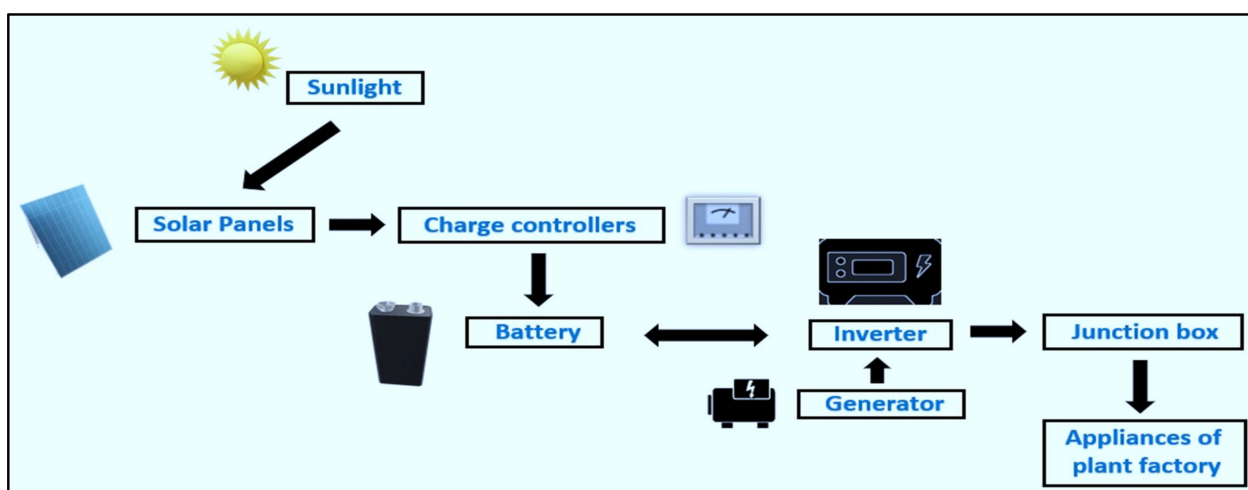 Sunlight
Solar Panels
Charge controllers
Battery
Inverter
Junction box
Generator
Appliances of
plant factory